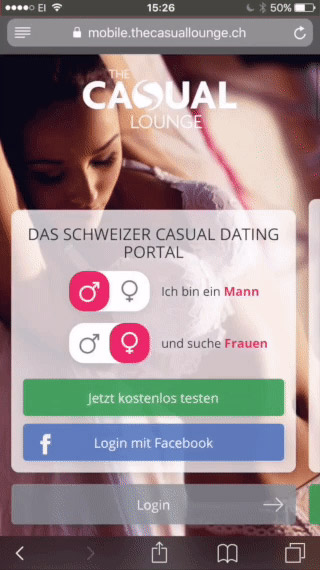 EI 15:26 50%
mobile.thecasuallounge.ch
THE
CASUAL
LOUNGE
DAS SCHWEIZER CASUAL DATING
PORTAL
Ich bin ein Mann
und suche Frauen
Jetzt kostenlos testen
f Login mit Facebook
Login